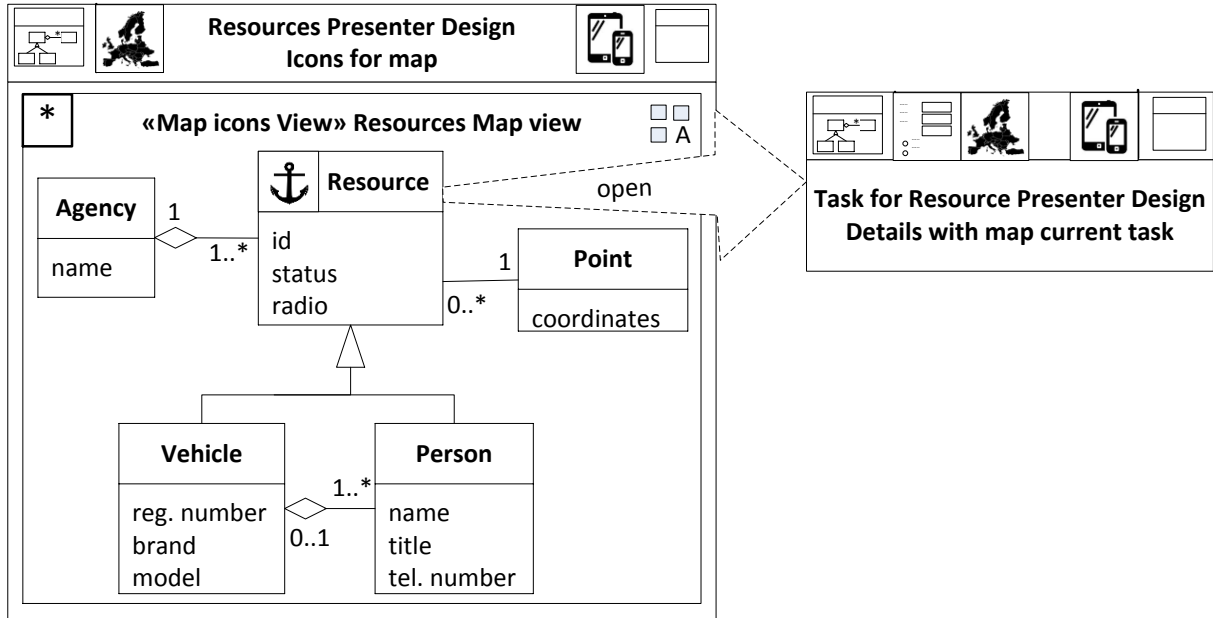 Resources Presenter Design
Icons for map
*
«Map icons View» Resources Map view
A
Resource
id
status
radio
open
Agency
name
1
1..*
1
0..*
Point
coordinates
Vehicle
reg. number
brand
model
1..*
0..1
Person
name
title
tel. number
*
Task for Resource Presenter Design
Details with map current task